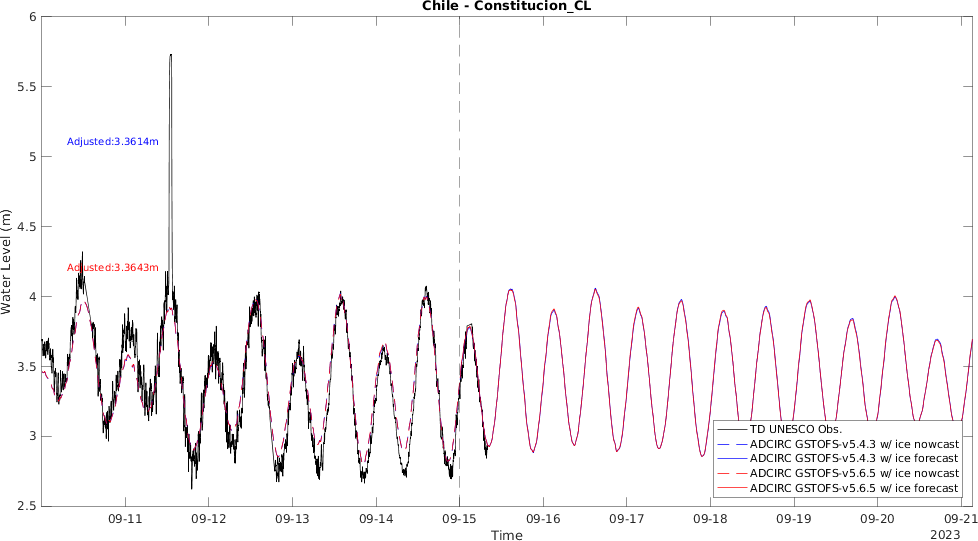 Chile - Constitucion_CL
6
5.5
5
4.5
4
3.5
3
2.5
Water Level (m)
Adjusted:3.3614m
Adjusted:3.3643m
TD UNESCO Obs.
ADCIRC GSTOFS-v5.4.3 w/ ice nowcast
ADCIRC GSTOFS-v5.4.3 w/ ice forecast
ADCIRC GSTOFS-v5.6.5 w/ ice nowcast
ADCIRC GSTOFS-v5.6.5 w/ ice forecast
09-11 09-12 09-13 09-14 09-15 09-16 09-17 09-18 09-19 09-20 09-21
Time
2023